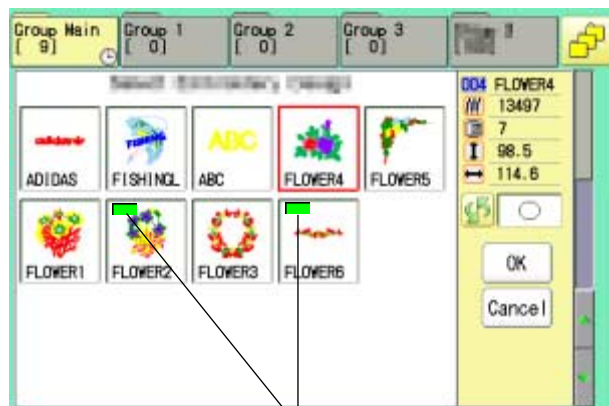 Group Main
[ 9]
Group 1
[ 0]
Group 2
[ 0]
Group 3
[ 0]
004 FLOWER4
13497
7
98.5
114.6
ADIDAS
FISHINGL
ABC
ABC
FLOWER4
FLOWER5
FLOWER1
FLOWER2
FLOWER3
FLOWER6
OK
Cancel